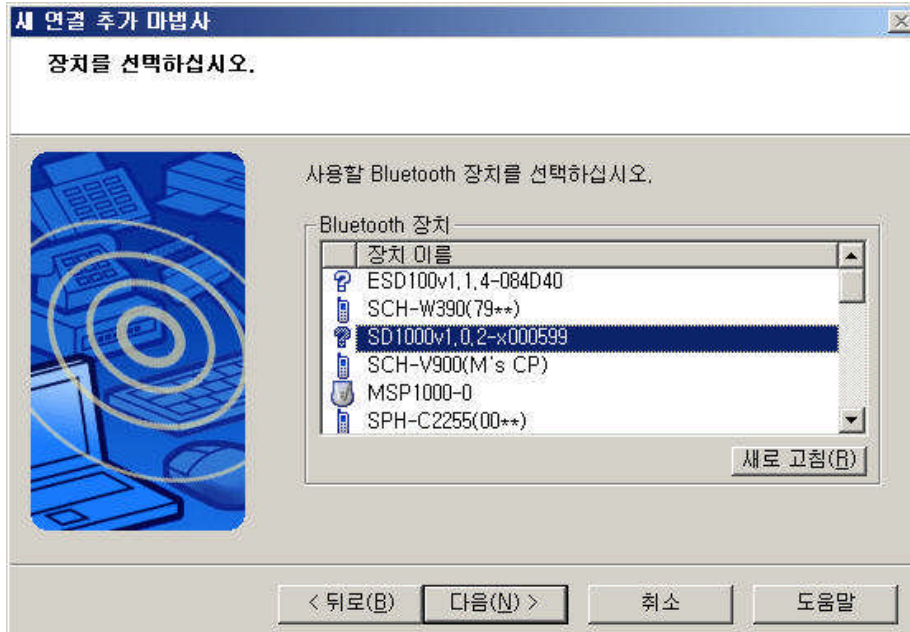 새 연결 추가 마법사
장치를 선택하십시오.
사용할 Bluetooth 장치를 선택하십시오.
Bluetooth 장치
장치 이름
ESD100v1.1.4-084D40
SCH-W390(79**)
SD1000v1.0.2-x000599
SCH-V900(M's CP)
MSP1000-0
SPH-C2255(00**)
새로 고침(R)
< 뒤로(B) 다음(N) > 취소 도움말